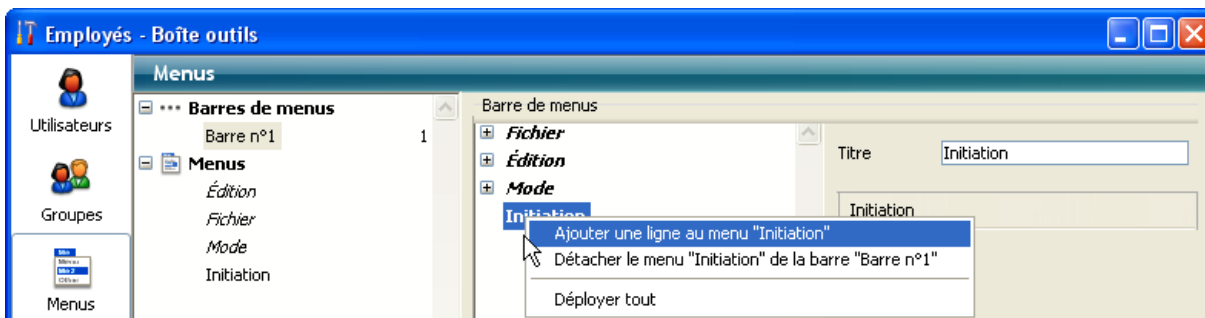 Employés - Boîte outils
Menus
Utilisateurs
Groupes
Menus
Barres de menus
Barre n°1 1
Menus
Édition
Fichier
Mode
Initiation
Barre de menus
Fichier
Édition
Mode
Initiation
Ajouter une ligne au menu "Initiation"
Détacher le menu "Initiation" de la barre "Barre n°1"
Déployer tout
Titre Initiation
Initiation